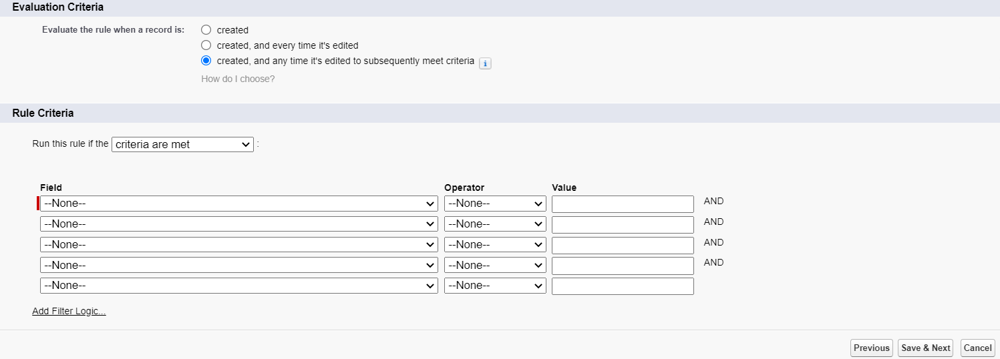 Evaluation Criteria
Evaluate the rule when a record is:
created
created, and every time it's edited
created, and any time it's edited to subsequently meet criteria i
How do I choose?
Rule Criteria
Run this rule if the criteria are met :
Field Operator Value
--None-- --None-- AND
--None-- --None-- AND
--None-- --None-- AND
--None-- --None-- AND
--None-- --None--
Add Filter Logic...
Previous Save & Next Cancel